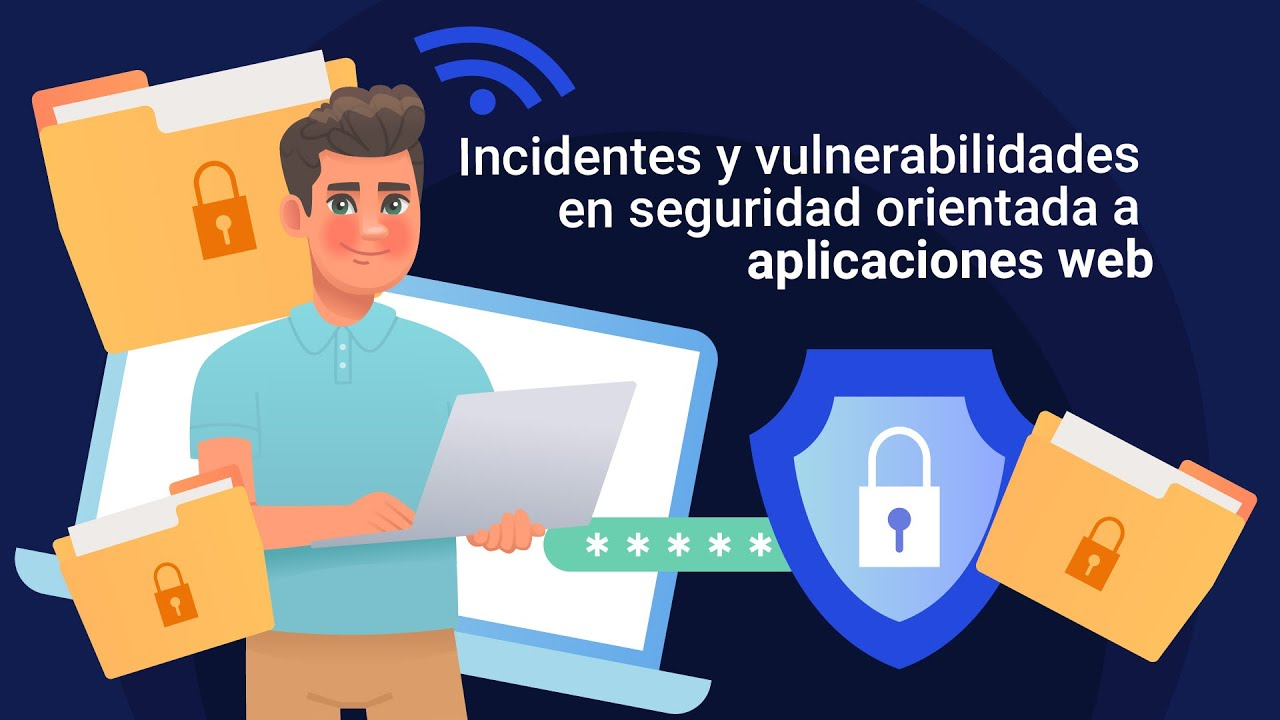 Incidentes y vulnerabilidades
en seguridad orientada a
aplicaciones web
*****